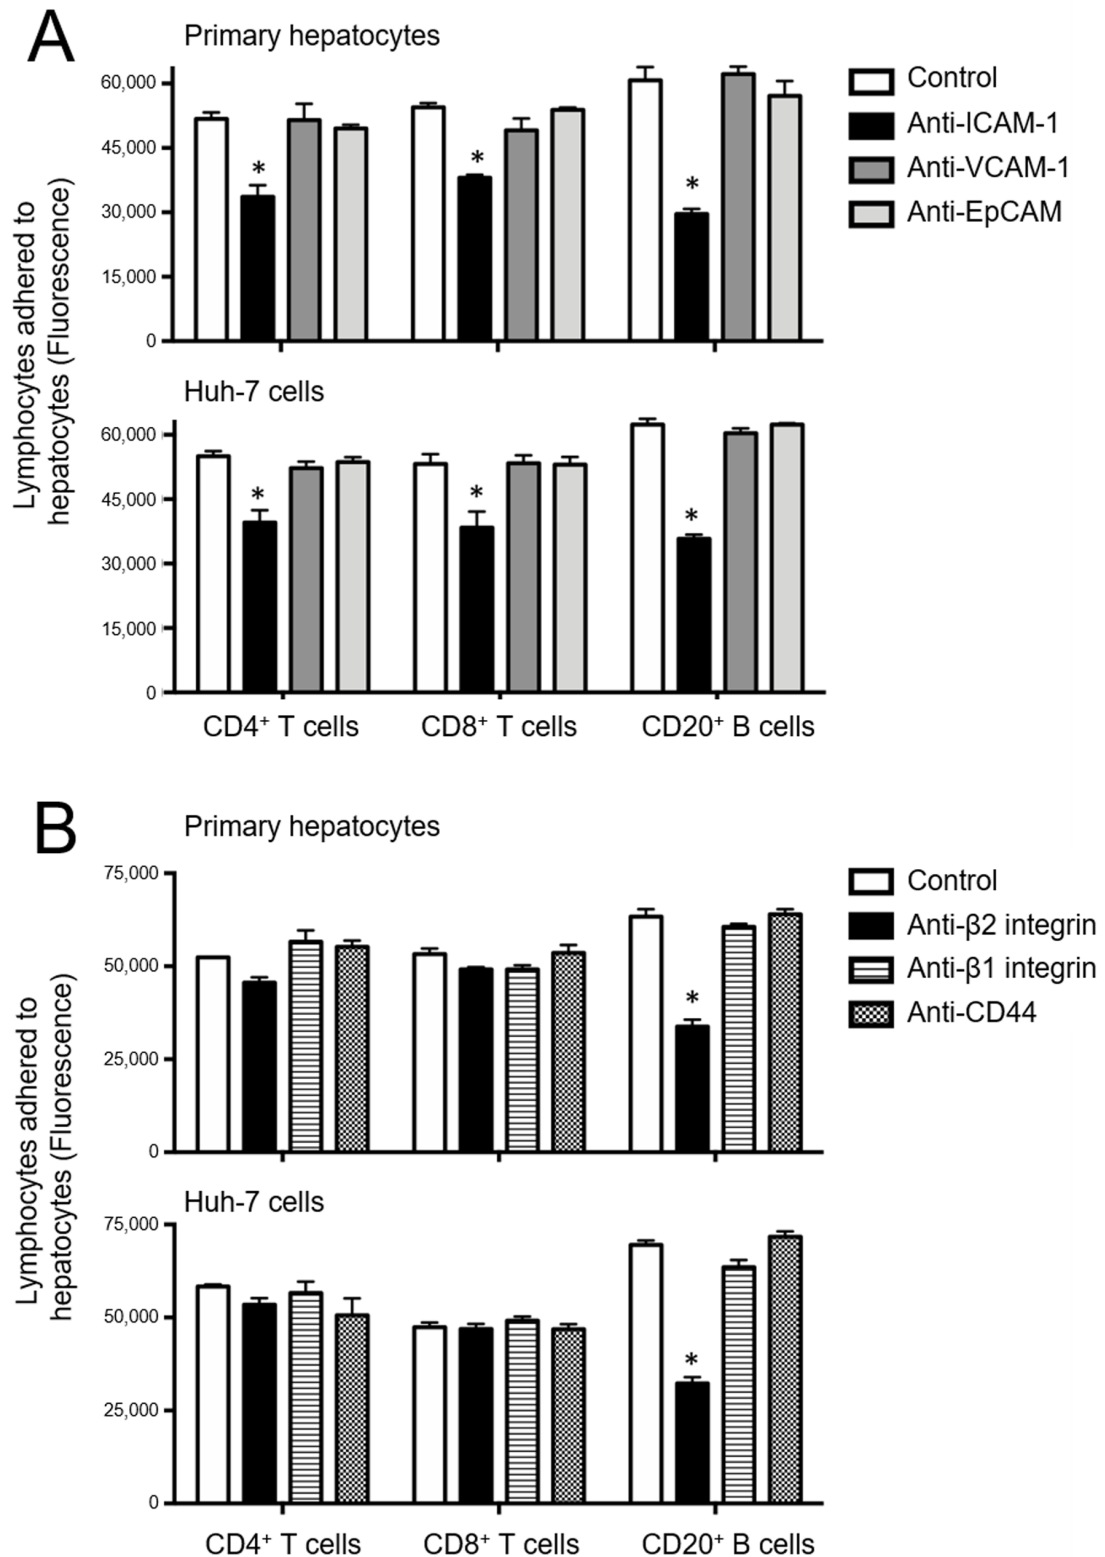 A
Primary hepatocytes
60,000
45,000
30,000
15,000
0
*
*
*
Control
Anti-ICAM-1
Anti-VCAM-1
Anti-EpCAM
Lymphocytes adhered to
hepatocytes (Fluorescence)
Huh-7 cells
60,000
45,000
30,000
15,000
0
*
*
*
CD4⁺ T cells
CD8⁺ T cells
CD20⁺ B cells
B
Primary hepatocytes
75,000
50,000
25,000
0
*
Control
Anti-β2 integrin
Anti-β1 integrin
Anti-CD44
Lymphocytes adhered to
hepatocytes (Fluorescence)
Huh-7 cells
75,000
50,000
25,000
0
*
CD4⁺ T cells
CD8⁺ T cells
CD20⁺ B cells